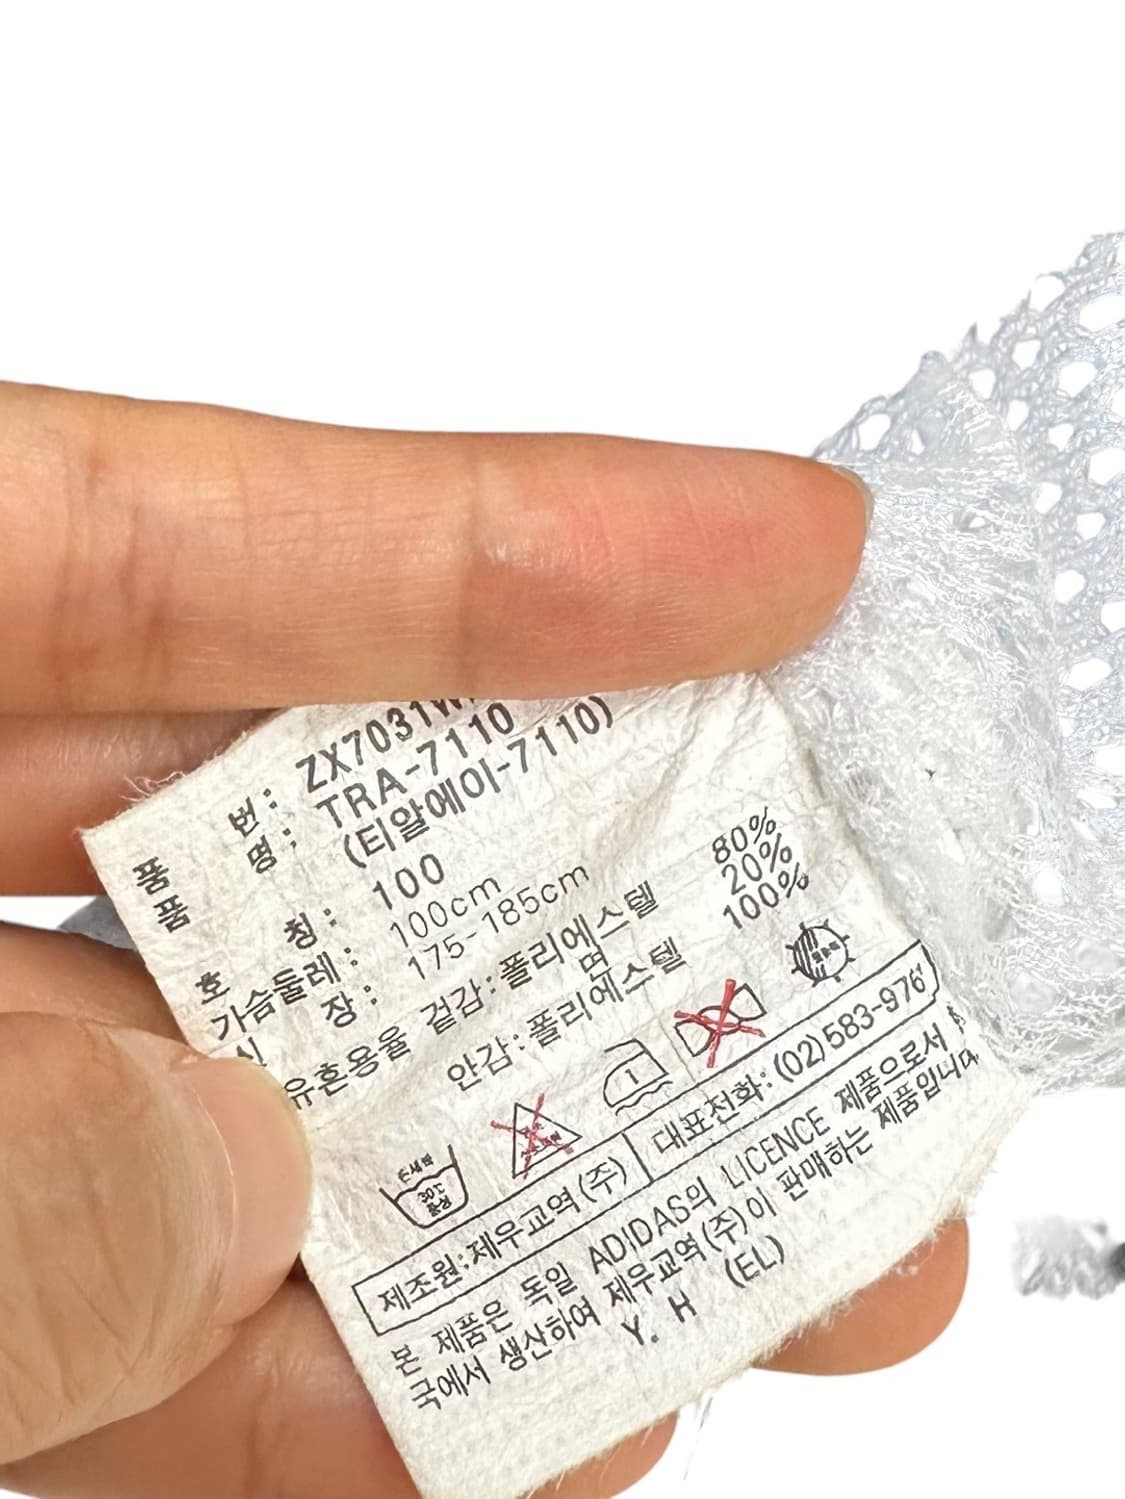 품 번: ZX7031W
품 명: TRA-7110
(티알에이-7110)
호 칭: 100
가슴둘레: 100cm
신 장: 175-185cm
유혼용율 겉감:폴리에스텔 80%
면 20%
안감:폴리에스텔 100%
30℃
중성
1
제조원:제우교역(주) 대표전화:(02)583-976
본 제품은 독일 ADIDAS의 LICENCE 제품으로서
국에서 생산하여 제우교역(주)이 판매하는 제품입니다
Y. H (EL)